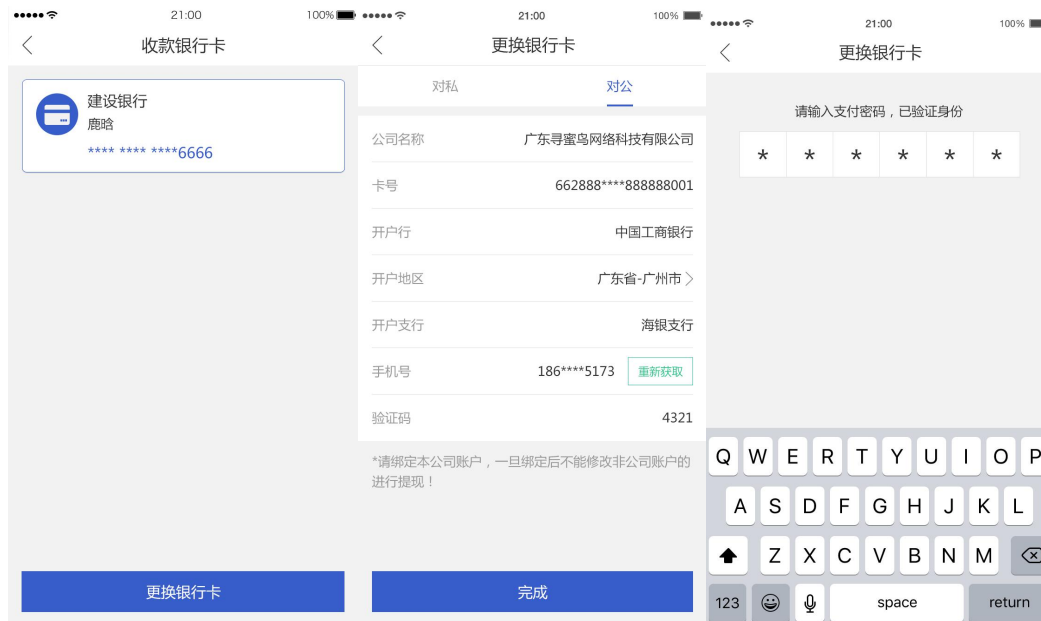 21:00
100%
收款银行卡
建设银行
鹿晗
**** **** ****6666
更换银行卡
21:00
100%
更换银行卡
对私
对公
公司名称 广东寻蜜鸟网络科技有限公司
卡号 662888****888888001
开户行 中国工商银行
开户地区 广东省-广州市
开户支行 海银支行
手机号 186****5173 重新获取
验证码 4321
*请绑定本公司账户，一旦绑定后不能修改非公司账户的
进行提现！
完成
21:00
100%
更换银行卡
请输入支付密码，已验证身份
* * * * * *
Q W E R T Y U I O P
A S D F G H J K L
Z X C V B N M
123 space return